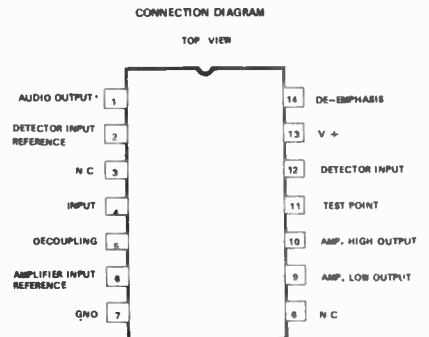 CONNECTION DIAGRAM
TOP VIEW
AUDIO OUTPUT 1
14 DE-EMPHASIS
DETECTOR INPUT
REFERENCE 2
13 V +
N C 3
12 DETECTOR INPUT
INPUT 4
11 TEST POINT
DECOUPLING 5
10 AMP. HIGH OUTPUT
AMPLIFIER INPUT
REFERENCE 6
9 AMP. LOW OUTPUT
GND 7
8 N C